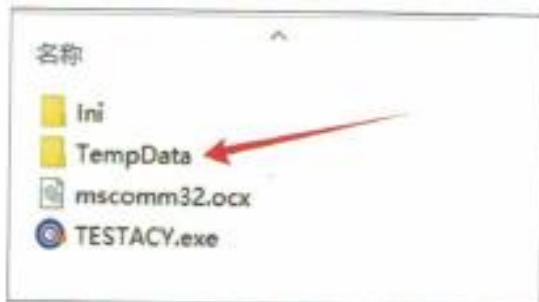 名称
Ini
TempData
mscomm32.ocx
TESTACY.exe